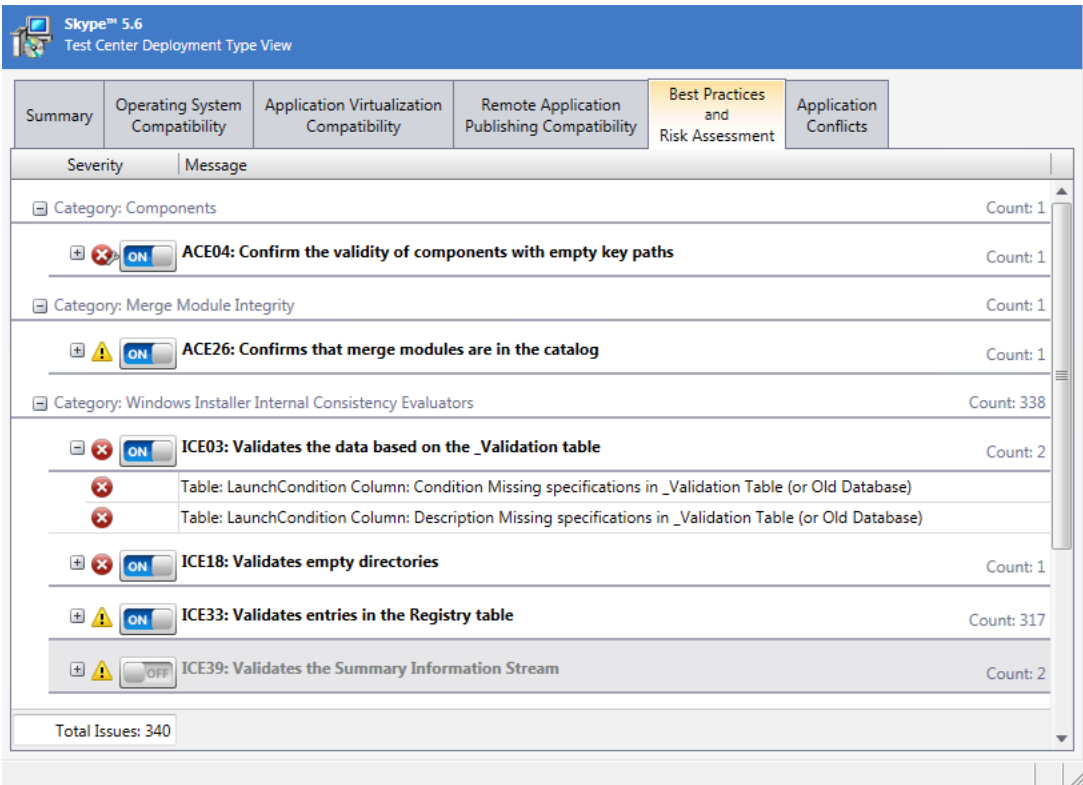 Skype™ 5.6
Test Center Deployment Type View
Summary
Operating System
Compatibility
Application Virtualization
Compatibility
Remote Application
Publishing Compatibility
Best Practices
and
Risk Assessment
Application
Conflicts
Severity Message
Category: Components Count: 1
ON ACE04: Confirm the validity of components with empty key paths Count: 1
Category: Merge Module Integrity Count: 1
ON ACE26: Confirms that merge modules are in the catalog Count: 1
Category: Windows Installer Internal Consistency Evaluators Count: 338
ON ICE03: Validates the data based on the _Validation table Count: 2
Table: LaunchCondition Column: Condition Missing specifications in _Validation Table (or Old Database)
Table: LaunchCondition Column: Description Missing specifications in _Validation Table (or Old Database)
ON ICE18: Validates empty directories Count: 1
ON ICE33: Validates entries in the Registry table Count: 317
OFF ICE39: Validates the Summary Information Stream Count: 2
Total Issues: 340